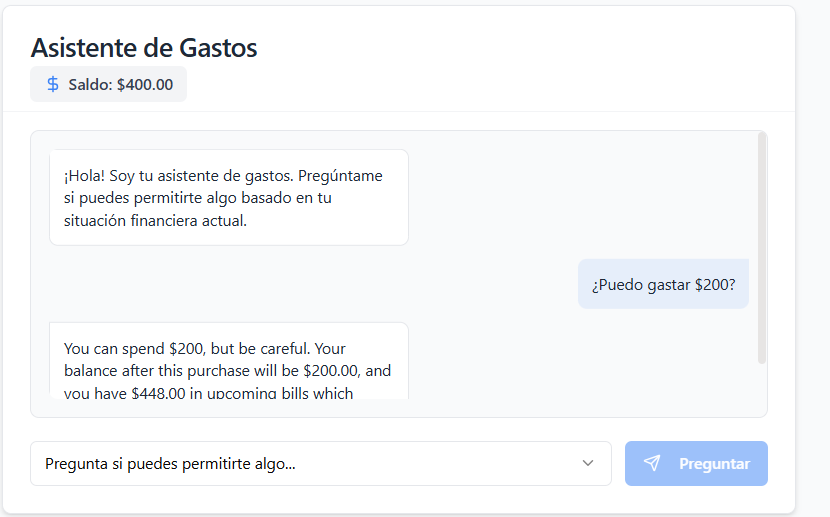 Asistente de Gastos
Saldo: $400.00
¡Hola! Soy tu asistente de gastos. Pregúntame
si puedes permitirte algo basado en tu
situación financiera actual.
¿Puedo gastar $200?
You can spend $200, but be careful. Your
balance after this purchase will be $200.00, and
you have $448.00 in upcoming bills which
Pregunta si puedes permitirte algo...
Preguntar